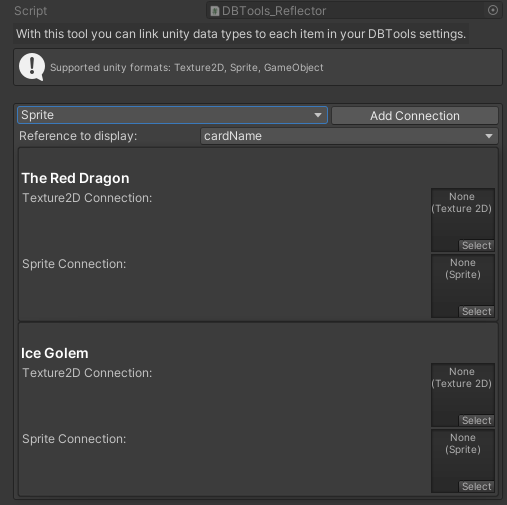 Script
DBTools_Reflector
With this tool you can link unity data types to each item in your DBTools settings.
Supported unity formats: Texture2D, Sprite, GameObject
Sprite
Add Connection
Reference to display:
cardName
The Red Dragon
Texture2D Connection:
None
(Texture 2D)
Select
Sprite Connection:
None
(Sprite)
Select
Ice Golem
Texture2D Connection:
None
(Texture 2D)
Select
Sprite Connection:
None
(Sprite)
Select